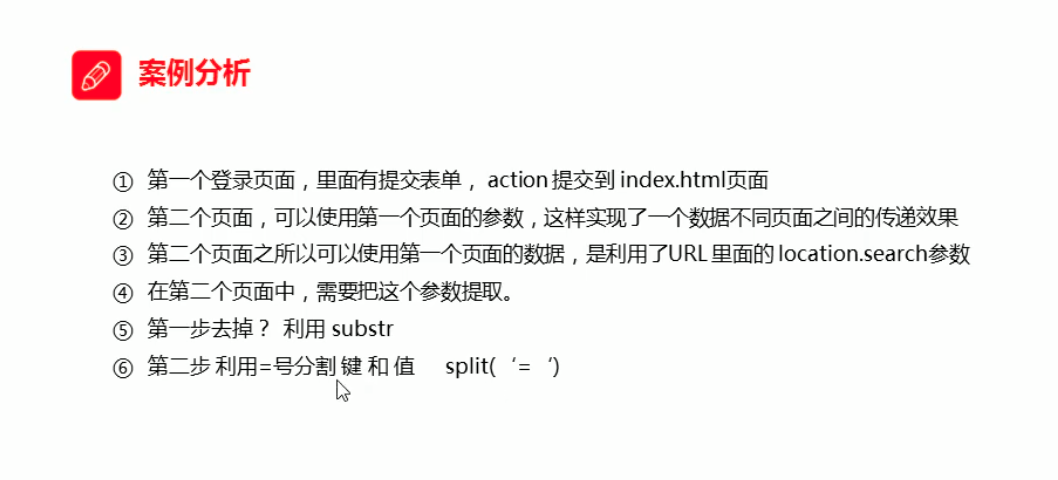 案例分析
① 第一个登录页面，里面有提交表单， action 提交到 index.html页面
② 第二个页面，可以使用第一个页面的参数，这样实现了一个数据不同页面之间的传递效果
③ 第二个页面之所以可以使用第一个页面的数据，是利用了URL 里面的 location.search参数
④ 在第二个页面中，需要把这个参数提取。
⑤ 第一步去掉？ 利用 substr
⑥ 第二步 利用=号分割 键 和 值 split(‘=‘)